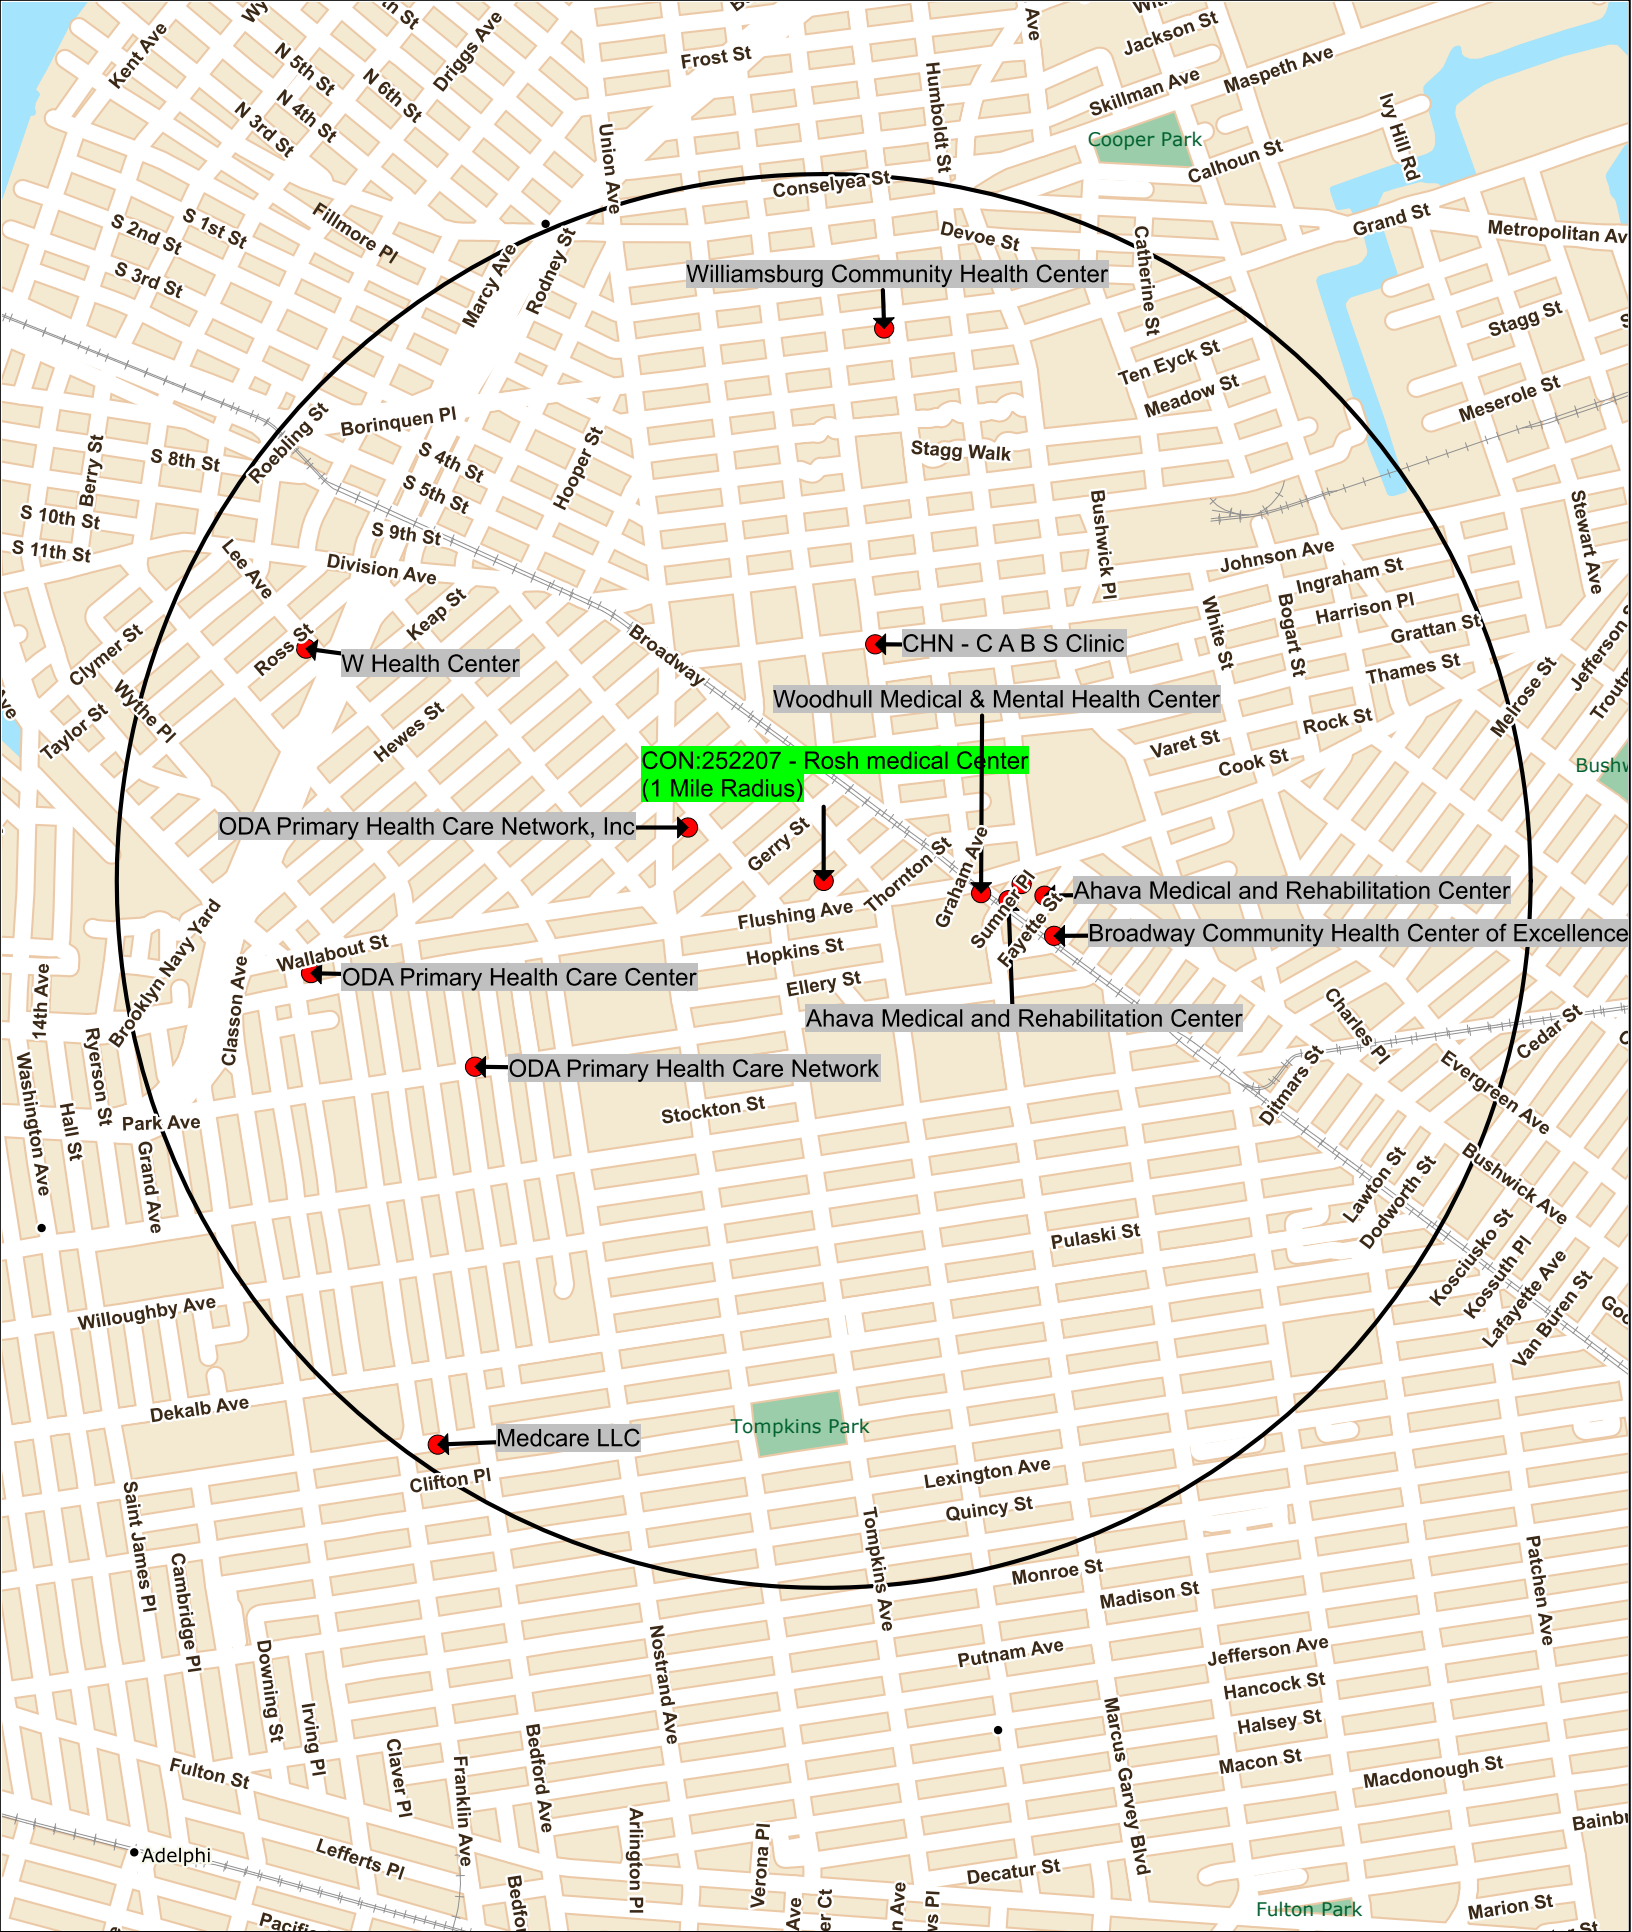 Kent Ave
N 5th St
N 6th St
Driggs Ave
N 4th St
N 3rd St
Frost St
Union Ave
Humboldt St
Ave
Jackson St
Skillman Ave
Maspeth Ave
Cooper Park
Calhoun St
Ivy Hill Rd
Grand St
Metropolitan Av
Conselyea St
Devoe St
Catherine St
S 1st St
S 2nd St
S 3rd St
Fillmore Pl
Marcy Ave
Rodney St
Williamsburg Community Health Center
Stagg St
Ten Eyck St
Meadow St
Meserole St
Borinquen Pl
Roebling St
S 8th St
Berry St
S 4th St
S 5th St
Hooper St
Stagg Walk
S 10th St
S 11th St
S 9th St
Division Ave
Lee Ave
Bushwick Pl
Stewart Ave
Johnson Ave
Ingraham St
Harrison Pl
Grattan St
Thames St
White St
Bogart St
Keap St
Ross St
Clymer St
W Health Center
Broadway
CHN - C A B S Clinic
Woodhull Medical & Mental Health Center
Wythe Pl
Taylor St
Hewes St
Rock St
Varet St
Cook St
Melrose St
Jefferson S
Troutm
Bushw
CON:252207 - Rosh medical Center
(1 Mile Radius)
ODA Primary Health Care Network, Inc
Gerry St
Thornton St
Graham Ave
Sumner Pl
Fayette St
Flushing Ave
Ahava Medical and Rehabilitation Center
Broadway Community Health Center of Excellence
Hopkins St
Ellery St
Ahava Medical and Rehabilitation Center
Brooklyn Navy Yard
Wallabout St
ODA Primary Health Care Center
Classon Ave
14th Ave
ODA Primary Health Care Network
Charles Pl
Cedar St
Evergreen Ave
Ditmars St
Washington Ave
Ryerson St
Hall St
Park Ave
Grand Ave
Stockton St
Lawton St
Dodworth St
Bushwick Ave
Pulaski St
Kosciusko St
Kossuth Pl
Lafayette Ave
Van Buren St
Goo
Willoughby Ave
Dekalb Ave
Tompkins Park
Medcare LLC
Clifton Pl
Lexington Ave
Quincy St
Saint James Pl
Cambridge Pl
Tompkins Ave
Monroe St
Madison St
Patchen Ave
Putnam Ave
Jefferson Ave
Hancock St
Halsey St
Macon St
Macdonough St
Downing St
Irving Pl
Nostrand Ave
Marcus Garvey Blvd
Fulton St
Claver Pl
Franklin Ave
Bedford Ave
Arlington Pl
Verona Pl
Bainbr
Adelphi
Lefferts Pl
Decatur St
Bedfor
Pacific
Ave
er Ct
n Ave
ws Pl
Fulton Park
Marion St